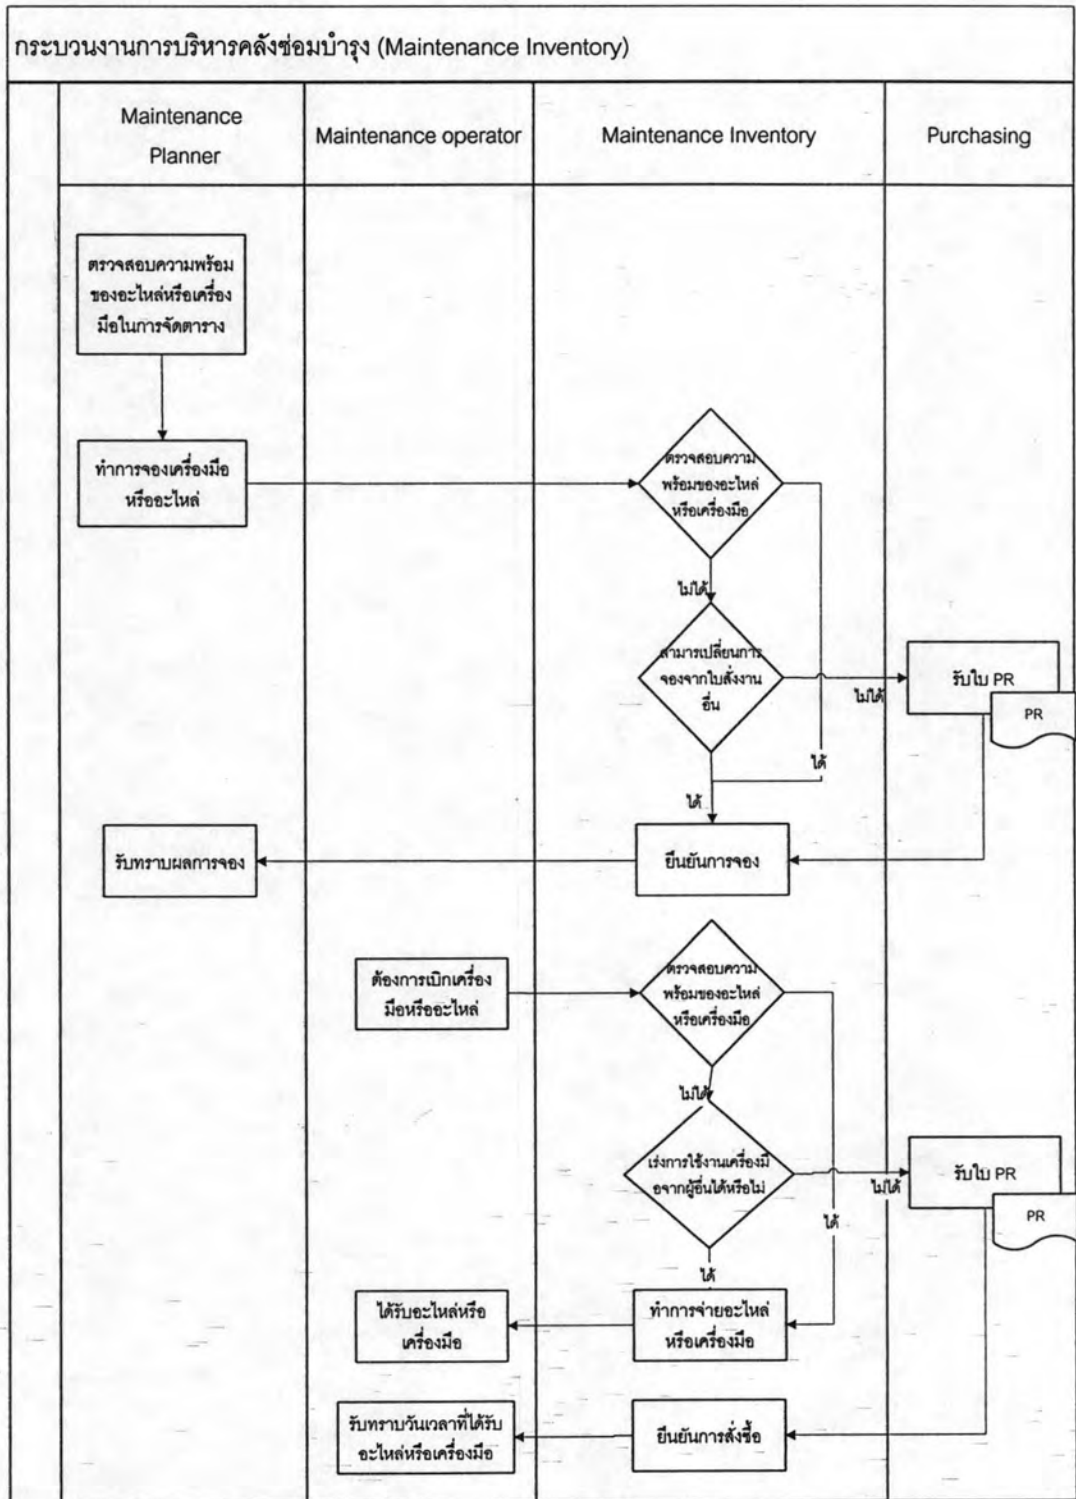 กระบวนงานการบริหารคลังซ่อมบำรุง (Maintenance Inventory)
Maintenance
Planner
Maintenance operator
Maintenance Inventory
Purchasing
ตรวจสอบความพร้อม
ของอะไหล่หรือเครื่อง
มือในการจัดตาราง
ทำการจองเครื่องมือ
หรืออะไหล่
ตรวจสอบความ
พร้อมของอะไหล่
หรือเครื่องมือ
ไม่ได้
สามารเปลี่ยนการ
จองจากใบสั่งงาน
อื่น
ไม่ได้
รับใบ PR
PR
ได้
ได้
รับทราบผลการจอง
ยืนยันการจอง
ต้องการเบิกเครื่อง
มือหรืออะไหล่
ตรวจสอบความ
พร้อมของอะไหล่
หรือเครื่องมือ
ไม่ได้
เร่งการใช้งานเครื่องมื
อจากผู้อื่นได้หรือไม่
ไม่ได้
รับใบ PR
PR
ได้
ได้
ได้รับอะไหล่หรือ
เครื่องมือ
ทำการจ่ายอะไหล่
หรือเครื่องมือ
รับทราบวันเวลาที่ได้รับ
อะไหล่หรือเครื่องมือ
ยืนยันการสั่งซื้อ